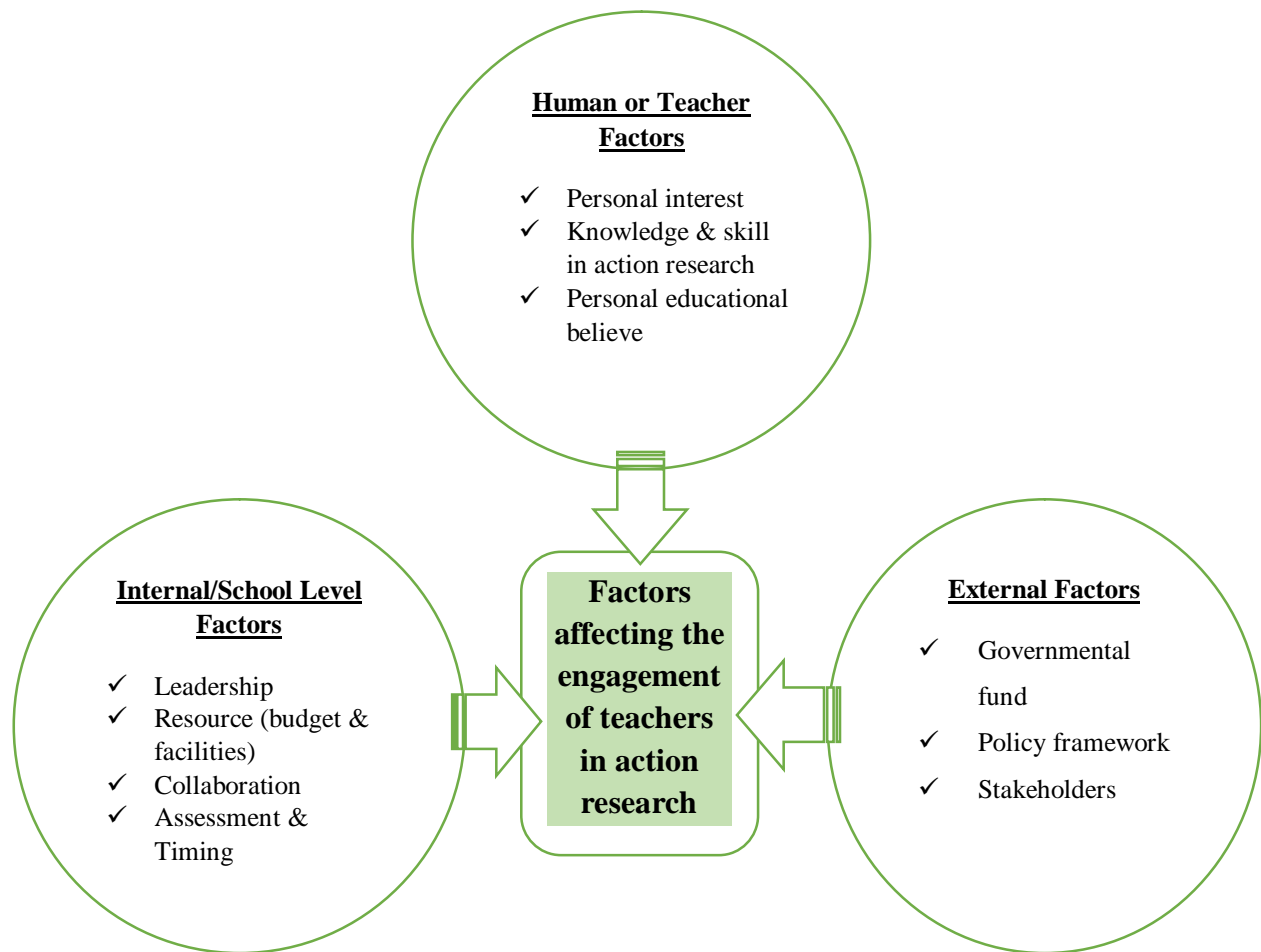 Human or Teacher
Factors
✓ Personal interest
✓ Knowledge & skill
in action research
✓ Personal educational
believe
Internal/School Level
Factors
✓ Leadership
✓ Resource (budget &
facilities)
✓ Collaboration
✓ Assessment &
Timing
Factors
affecting the
engagement
of teachers
in action
research
External Factors
✓ Governmental
fund
✓ Policy framework
✓ Stakeholders